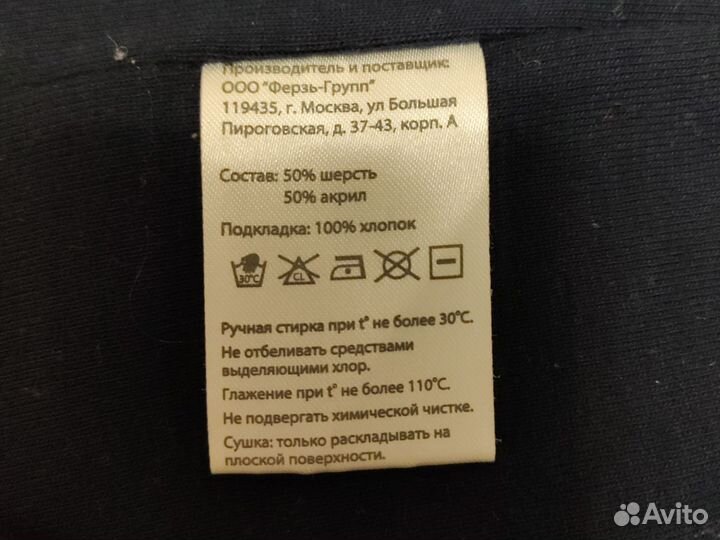 Производитель и поставщик:
ООО "Ферзь-Групп"
119435, г. Москва, ул Большая
Пироговская, д. 37-43, корп. А
Состав: 50% шерсть
50% акрил
Подкладка: 100% хлопок
30°C CL
Ручная стирка при t° не более 30°C.
Не отбеливать средствами
выделяющими хлор.
Глажение при t° не более 110°C.
Не подвергать химической чистке.
Сушка: только раскладывать на
плоской поверхности.
Avito